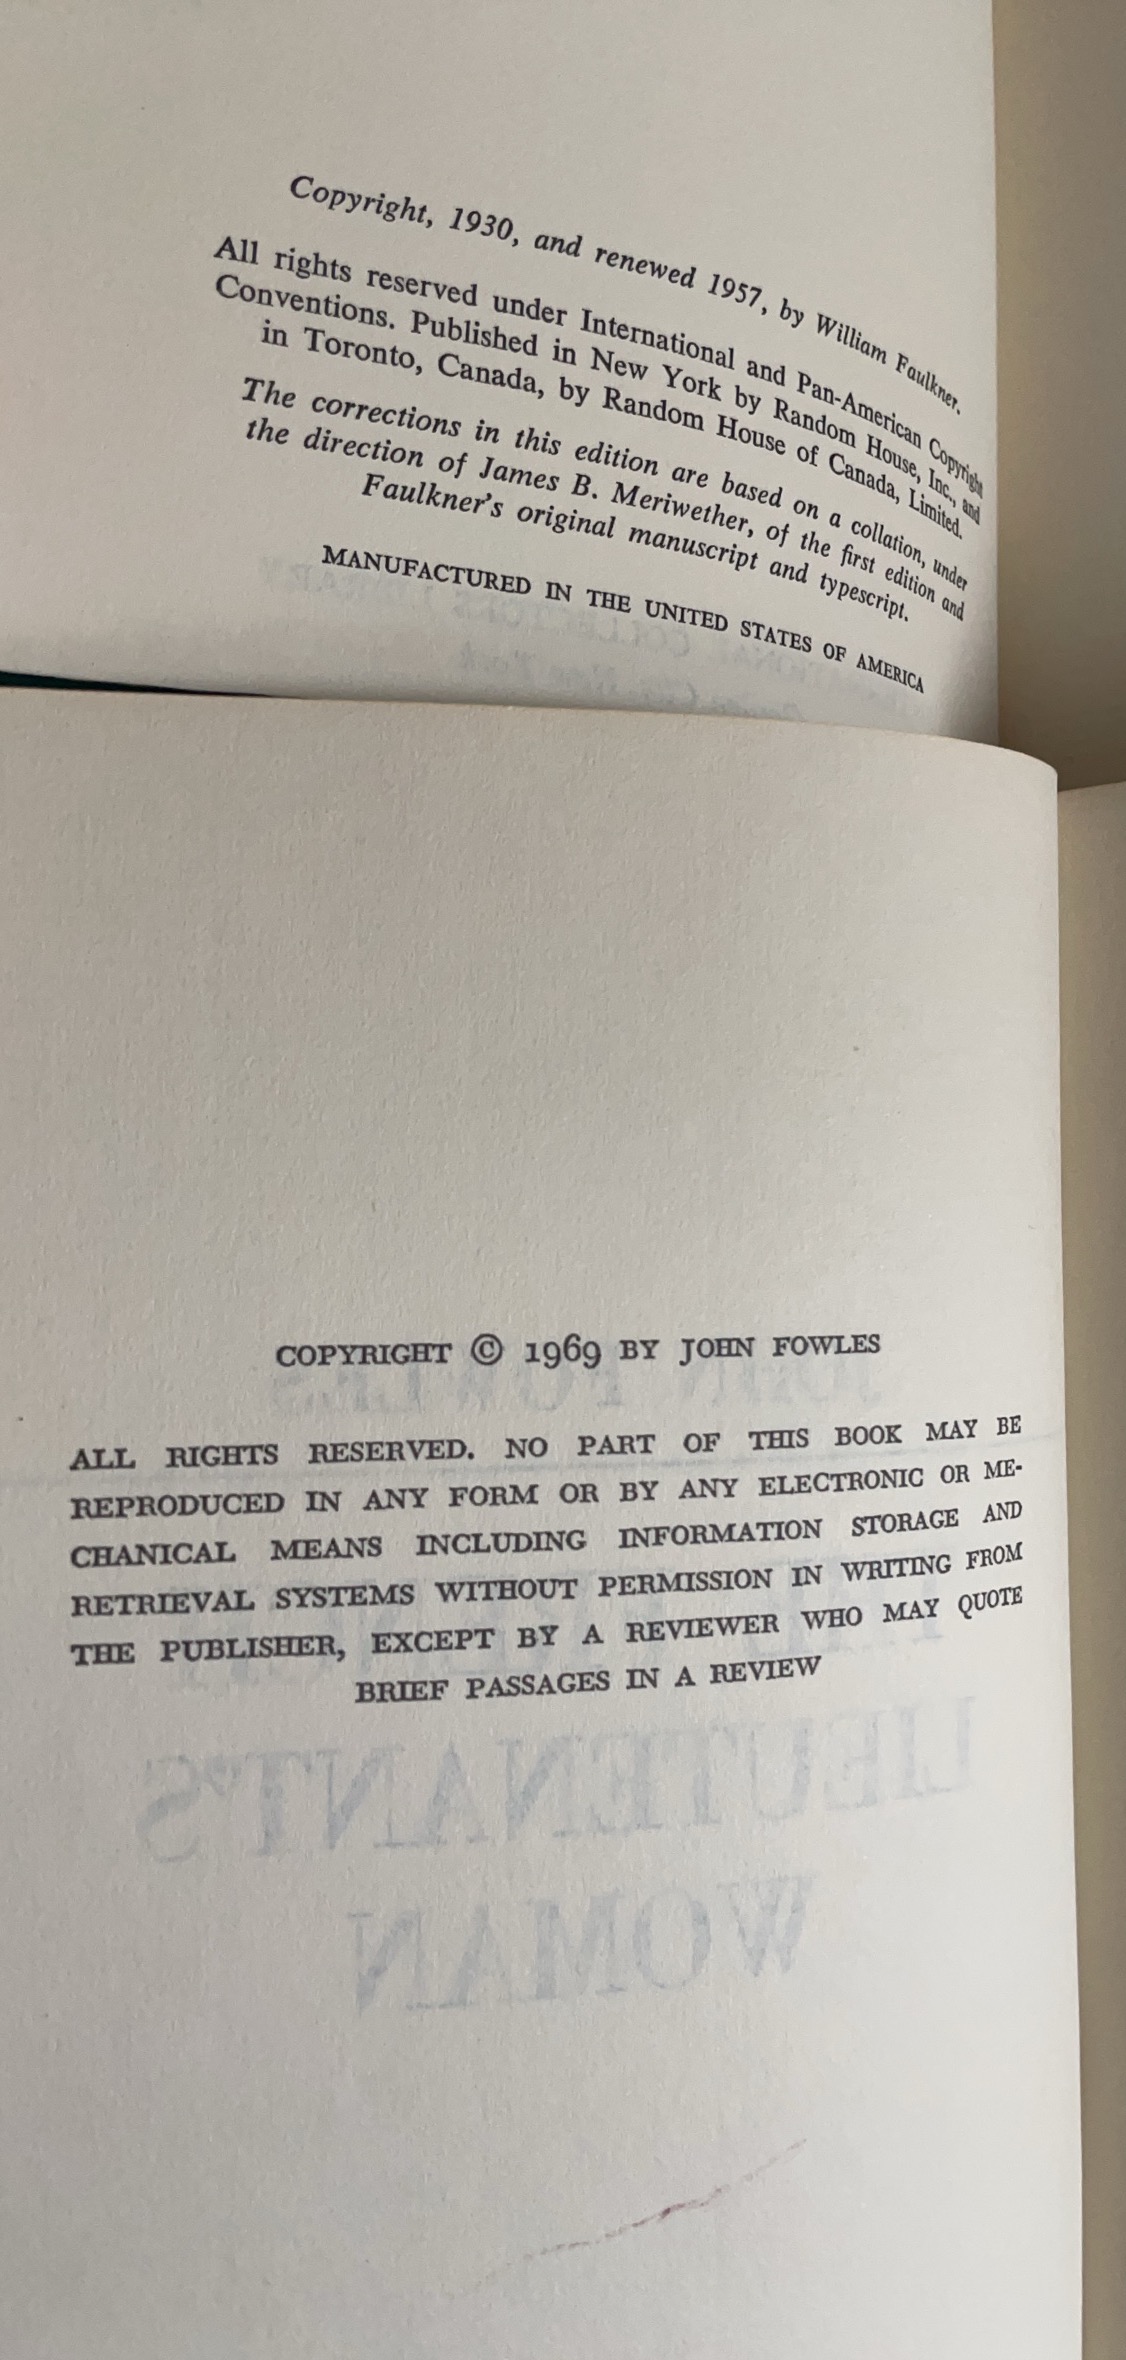 Copyright, 1930, and renewed 1957, by William Faulkner.
All rights reserved under International and Pan-American Copyright
Conventions. Published in New York by Random House, Inc., and
in Toronto, Canada, by Random House of Canada, Limited.
The corrections in this edition are based on a collation, under
the direction of James B. Meriwether, of the first edition and
Faulkner's original manuscript and typescript.
MANUFACTURED IN THE UNITED STATES OF AMERICA
COPYRIGHT © 1969 BY JOHN FOWLES
ALL RIGHTS RESERVED. NO PART OF THIS BOOK MAY BE
REPRODUCED IN ANY FORM OR BY ANY ELECTRONIC OR ME-
CHANICAL MEANS INCLUDING INFORMATION STORAGE AND
RETRIEVAL SYSTEMS WITHOUT PERMISSION IN WRITING FROM
THE PUBLISHER, EXCEPT BY A REVIEWER WHO MAY QUOTE
BRIEF PASSAGES IN A REVIEW
LIEUTENANT'S
WOMAN